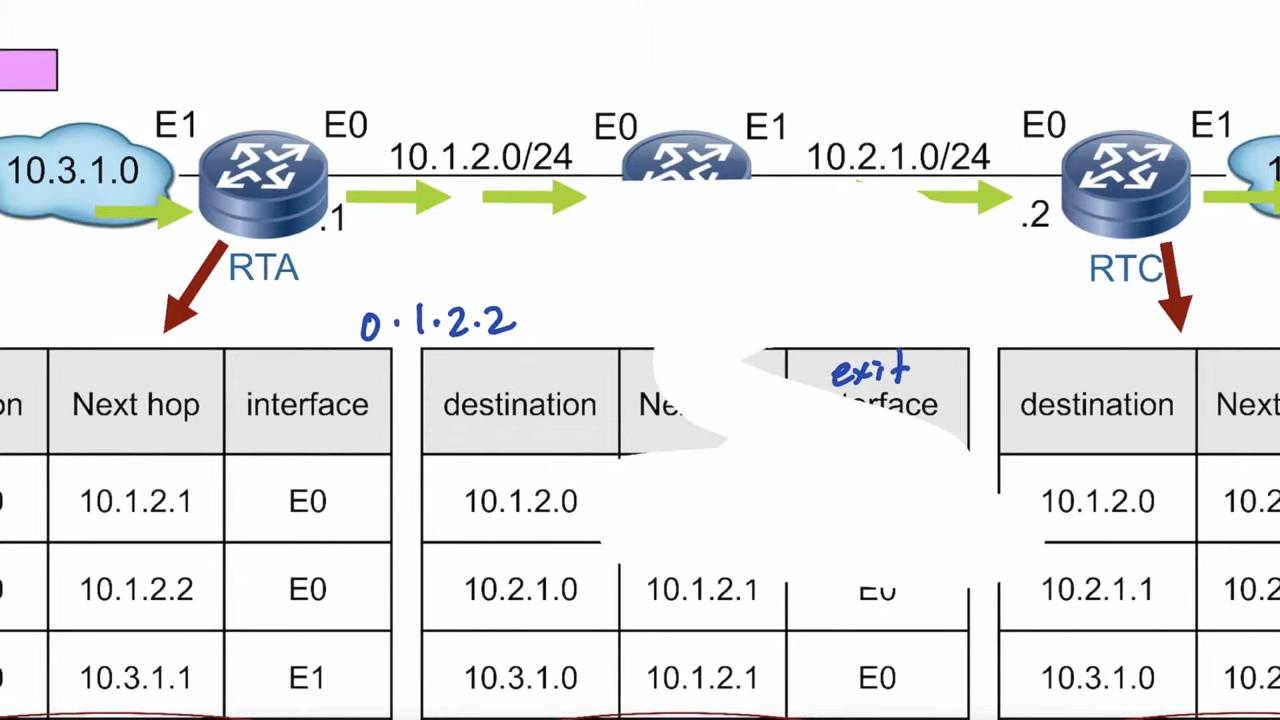 E1 E0 E0 E1 E0 E1
10.3.1.0 10.1.2.0/24 10.2.1.0/24
.1 .2
RTA RTC
0.1.2.2
exit
Next hop interface destination destination Next
10.1.2.1 E0 10.1.2.0 10.1.2.0
10.1.2.2 E0 10.2.1.0 10.1.2.1 E0 10.2.1.1
10.3.1.1 E1 10.3.1.0 10.1.2.1 E0 10.3.1.0